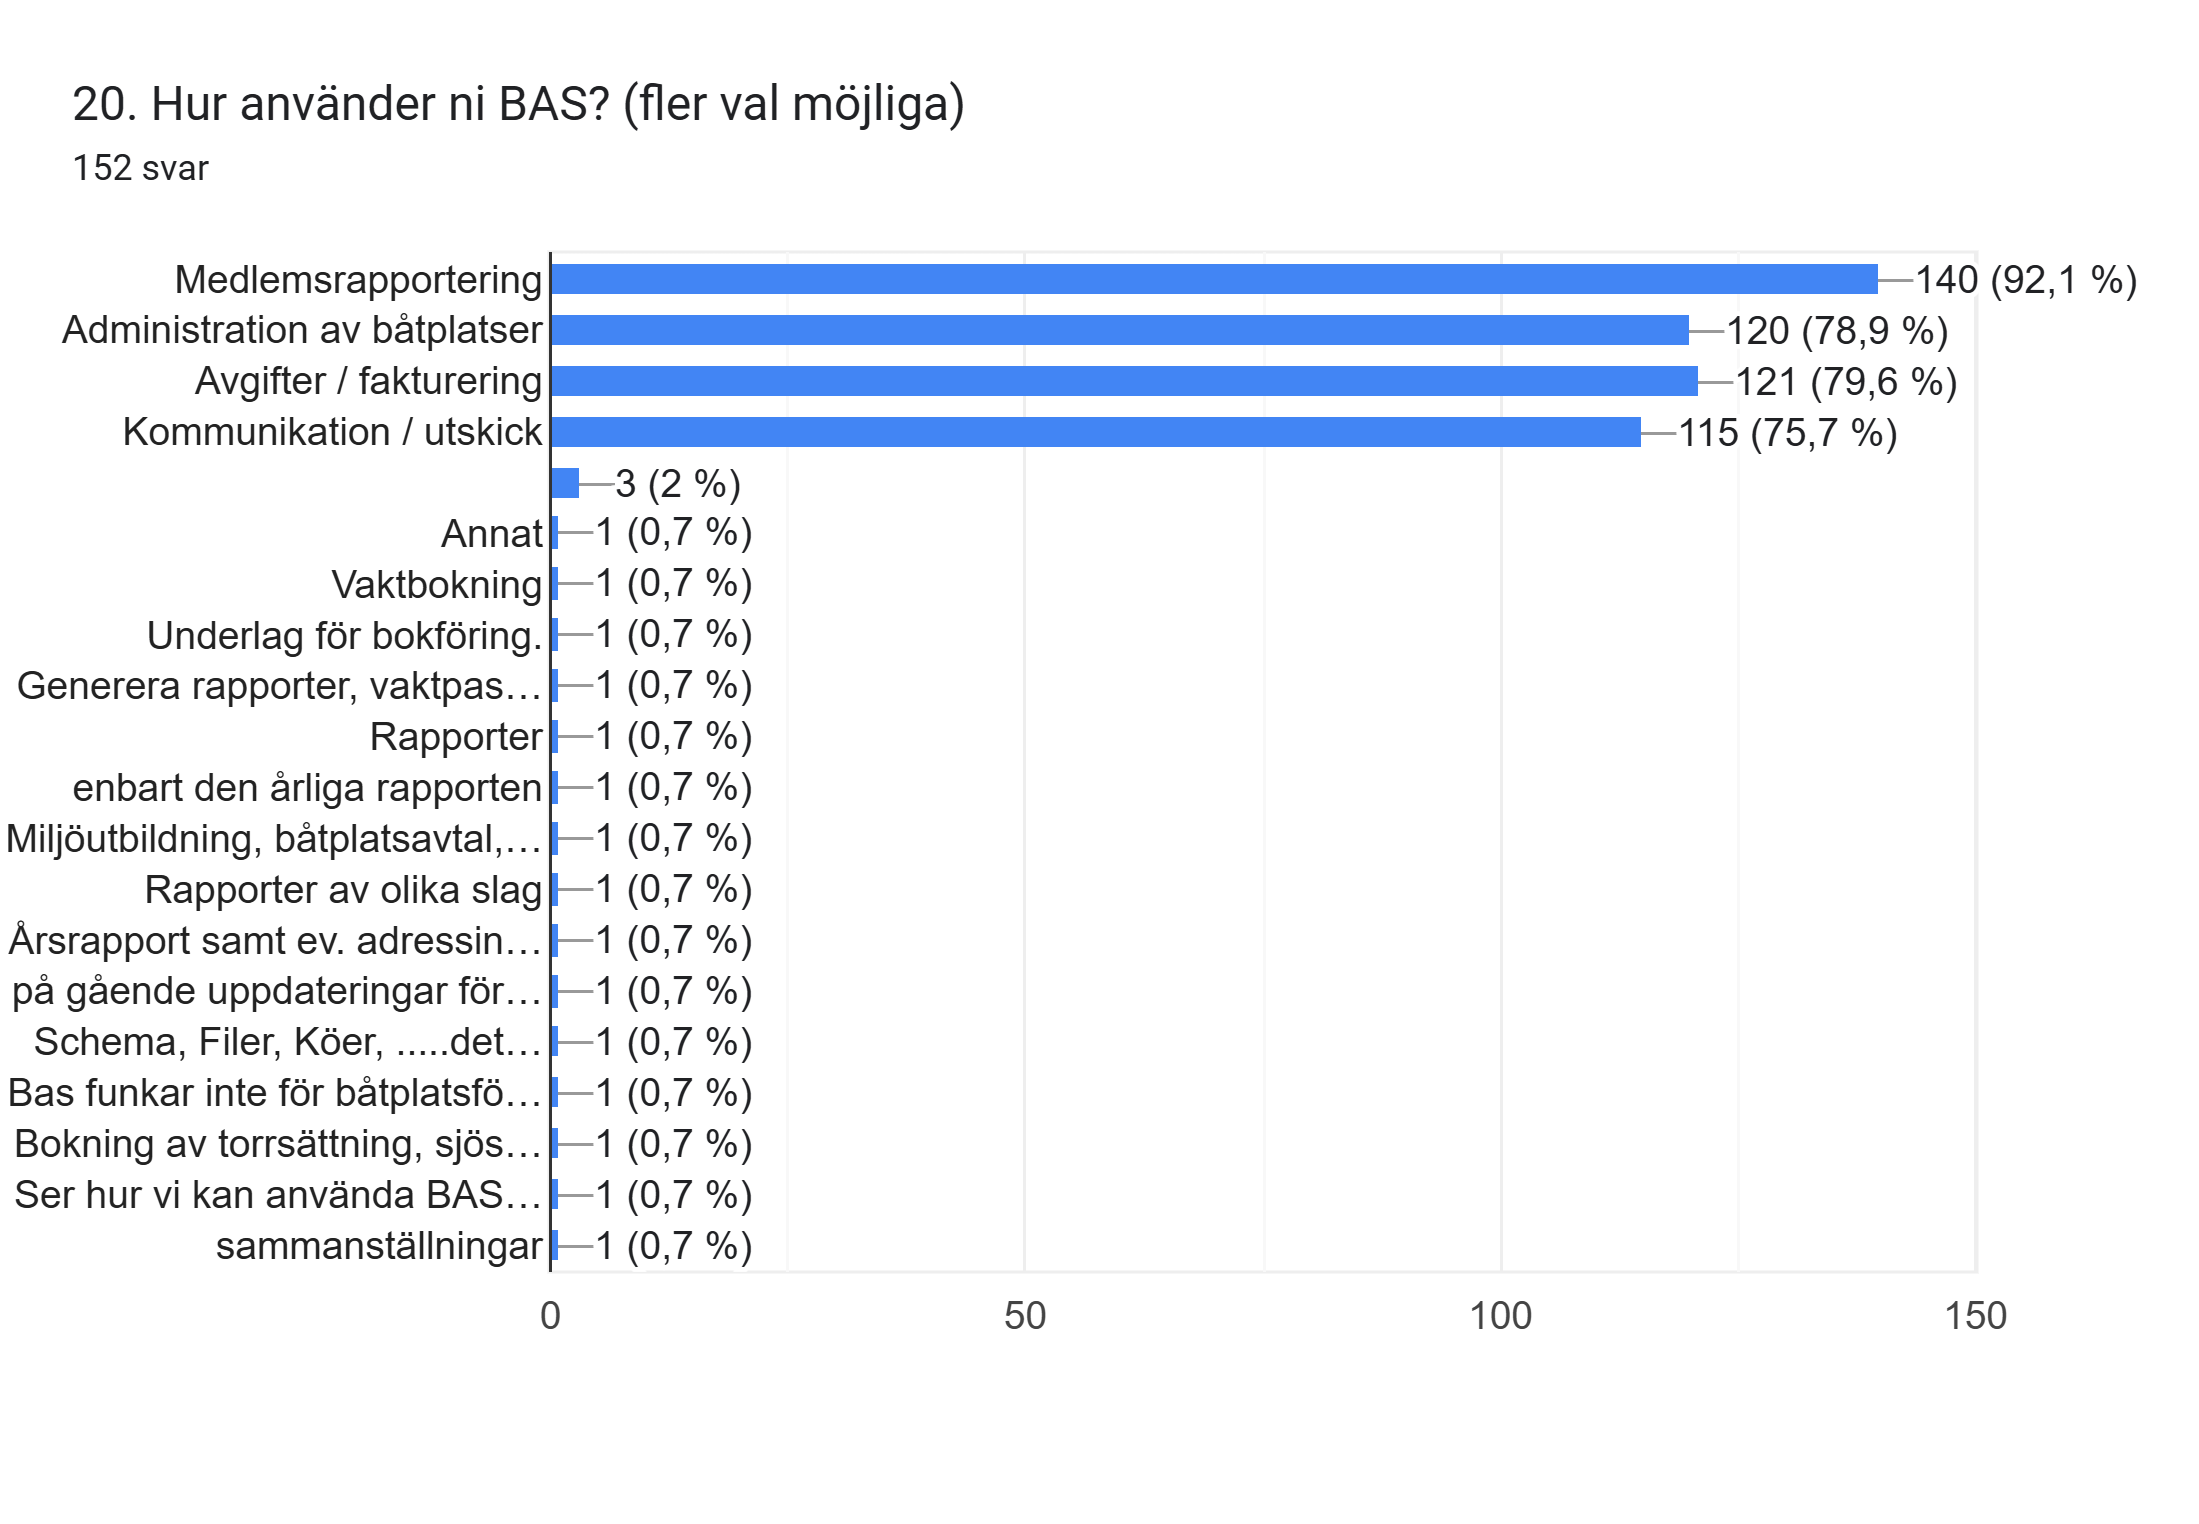 20. Hur använder ni BAS? (fler val möjliga)
152 svar
Medlemsrapportering 140 (92,1 %)
Administration av båtplatser 120 (78,9 %)
Avgifter / fakturering 121 (79,6 %)
Kommunikation / utskick 115 (75,7 %)
3 (2 %)
Annat 1 (0,7 %)
Vaktbokning 1 (0,7 %)
Underlag för bokföring. 1 (0,7 %)
Generera rapporter, vaktpas… 1 (0,7 %)
Rapporter 1 (0,7 %)
enbart den årliga rapporten 1 (0,7 %)
Miljöutbildning, båtplatsavtal,… 1 (0,7 %)
Rapporter av olika slag 1 (0,7 %)
Årsrapport samt ev. adressin… 1 (0,7 %)
på gående uppdateringar för… 1 (0,7 %)
Schema, Filer, Köer, .....det… 1 (0,7 %)
Bas funkar inte för båtplatsfö… 1 (0,7 %)
Bokning av torrsättning, sjös… 1 (0,7 %)
Ser hur vi kan använda BAS… 1 (0,7 %)
sammanställningar 1 (0,7 %)
0 50 100 150